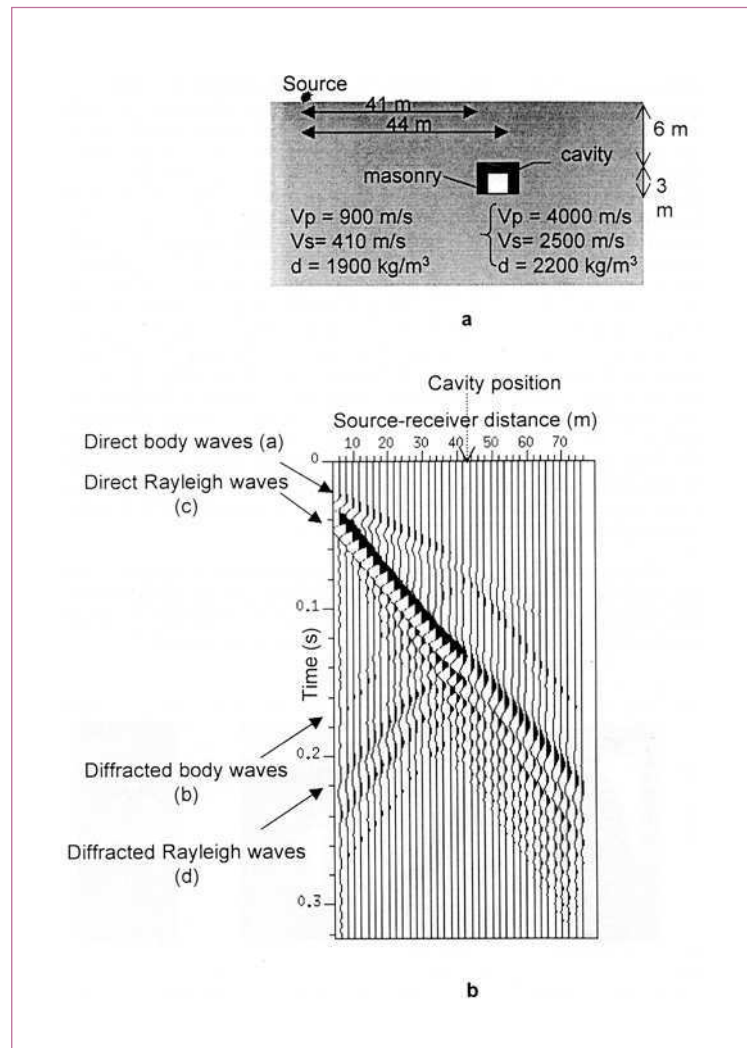 Source
41 m
44 m
6 m
cavity
masonry
3
m
Vp = 900 m/s
Vs= 410 m/s
d = 1900 kg/m³
Vp = 4000 m/s
Vs= 2500 m/s
d = 2200 kg/m³
a
Cavity position
Source-receiver distance (m)
10 20 30 40 50 60 70
Direct body waves (a)
Direct Rayleigh waves
(c)
0
0.1
Time (s)
0.2
Diffracted body waves
(b)
Diffracted Rayleigh waves
(d)
0.3
b